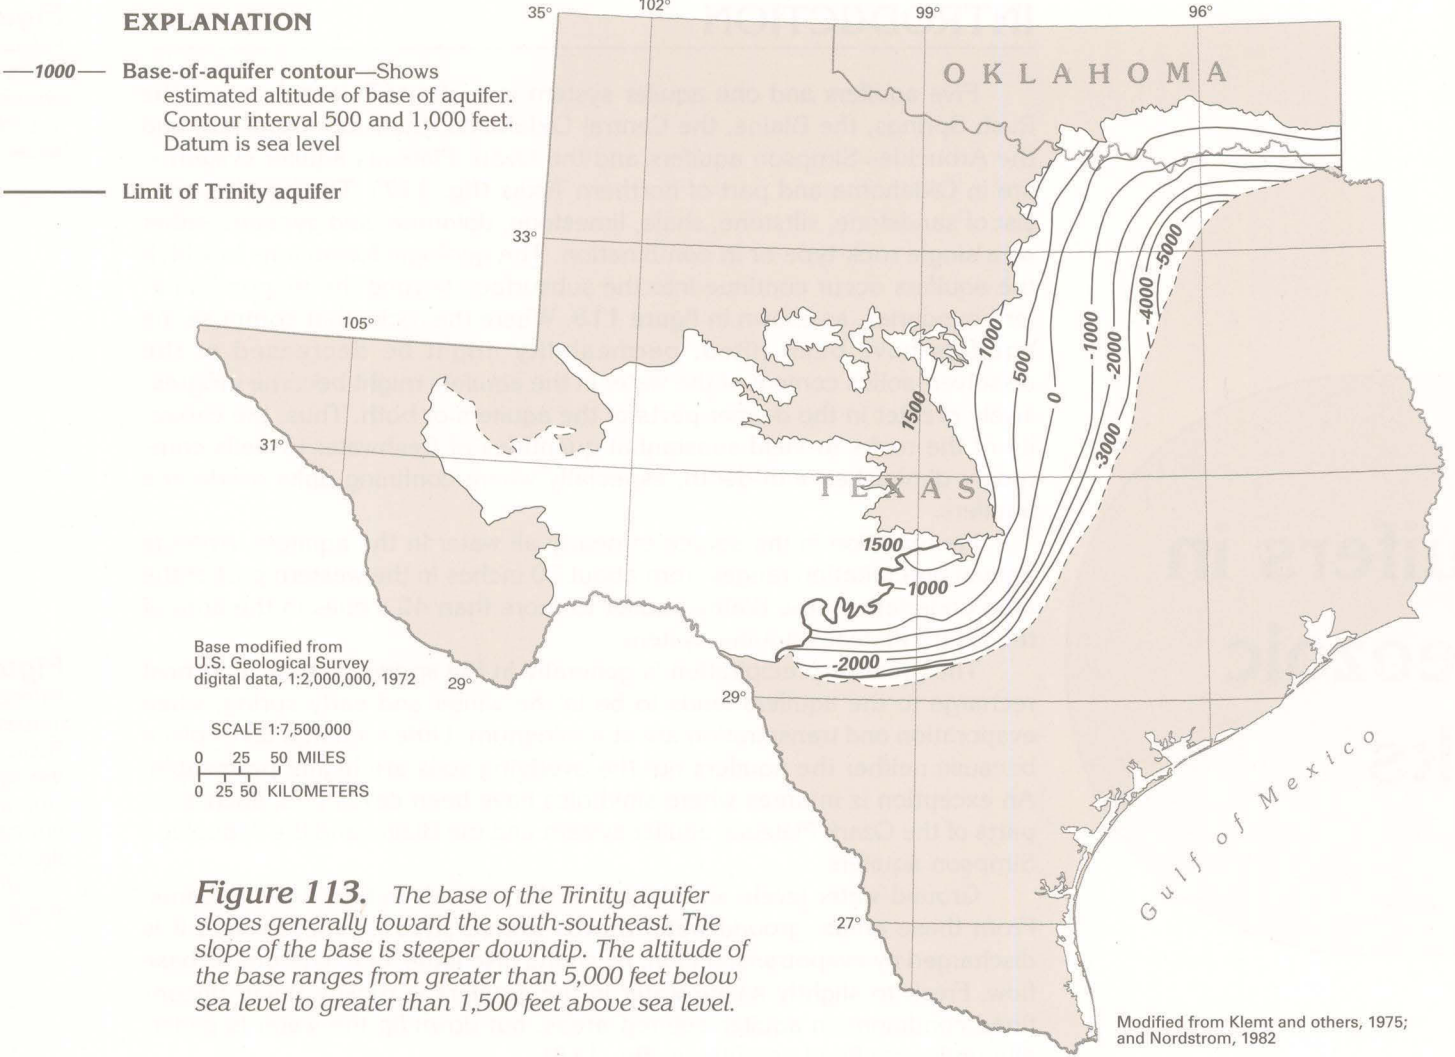 EXPLANATION
1000 Base-of-aquifer contour—Shows
estimated altitude of base of aquifer.
Contour interval 500 and 1,000 feet.
Datum is sea level
Limit of Trinity aquifer
35° 102° 99° 96°
OKLAHOMA
33°
105°
31°
TEXAS
1500
1000
500
0
-1000
-2000
-3000
-4000
-5000
1500
1000
-2000
29°
29°
27°
Gulf of Mexico
Base modified from
U.S. Geological Survey
digital data, 1:2,000,000, 1972
SCALE 1:7,500,000
0 25 50 MILES
0 25 50 KILOMETERS
Figure 113. The base of the Trinity aquifer
slopes generally toward the south-southeast. The
slope of the base is steeper downdip. The altitude of
the base ranges from greater than 5,000 feet below
sea level to greater than 1,500 feet above sea level.
Modified from Klemt and others, 1975;
and Nordstrom, 1982